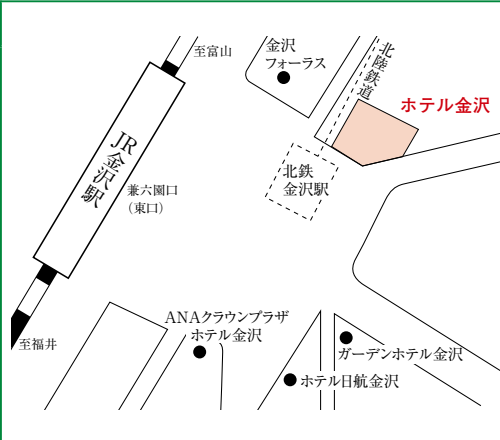 至富山
金沢
フォーラス
北陸鉄道
ホテル金沢
JR金沢駅
兼六園口
（東口）
北鉄
金沢駅
ANAクラウンプラザ
ホテル金沢
至福井
ガーデンホテル金沢
ホテル日航金沢